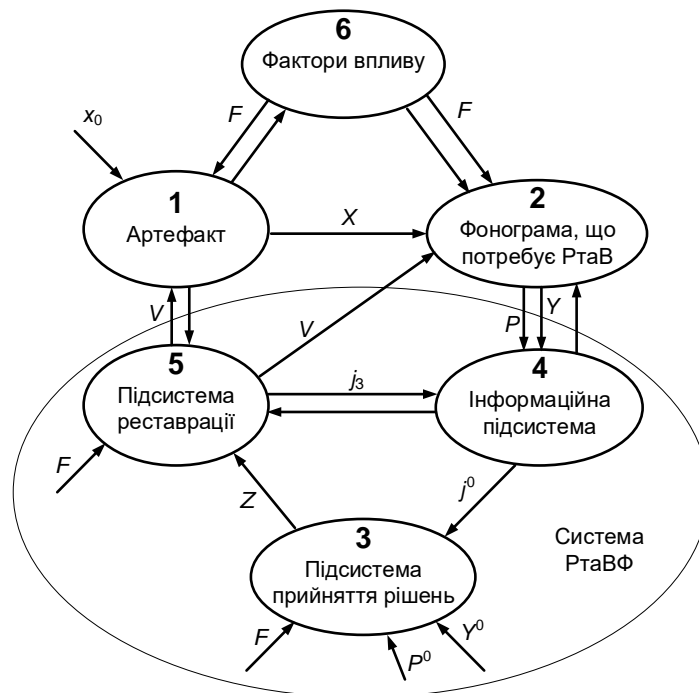 6
Фактори впливу
F
F
x₀
1
Артефакт
X
2
Фонограма, що
потребує РтаВ
V
V
P
Y
5
Підсистема
реставрації
j₃
4
Інформаційна
підсистема
F
Z
j⁰
3
Підсистема
прийняття рішень
Система
РтаВФ
F
P⁰
Y⁰